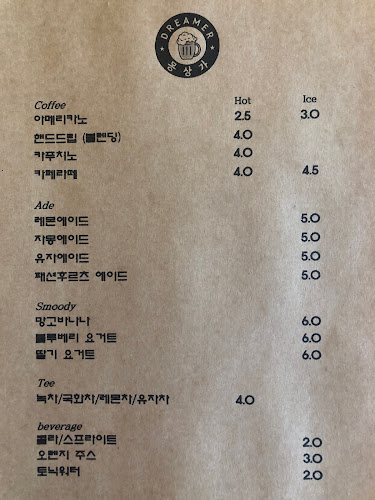 DREAMER
몽상가
Hot Ice
Coffee
아메리카노 2.5 3.0
핸드드립 (블렌딩) 4.0
카푸치노 4.0
카페라떼 4.0 4.5
Ade
레몬에이드 5.0
자몽에이드 5.0
유자에이드 5.0
패션후르츠 에이드 5.0
Smoody
망고바나나 6.0
블루베리 요거트 6.0
딸기 요거트 6.0
Tee
녹차/국화차/레몬차/유자차 4.0
beverage
콜라/스프라이트 2.0
오렌지 주스 3.0
토닉워터 2.0